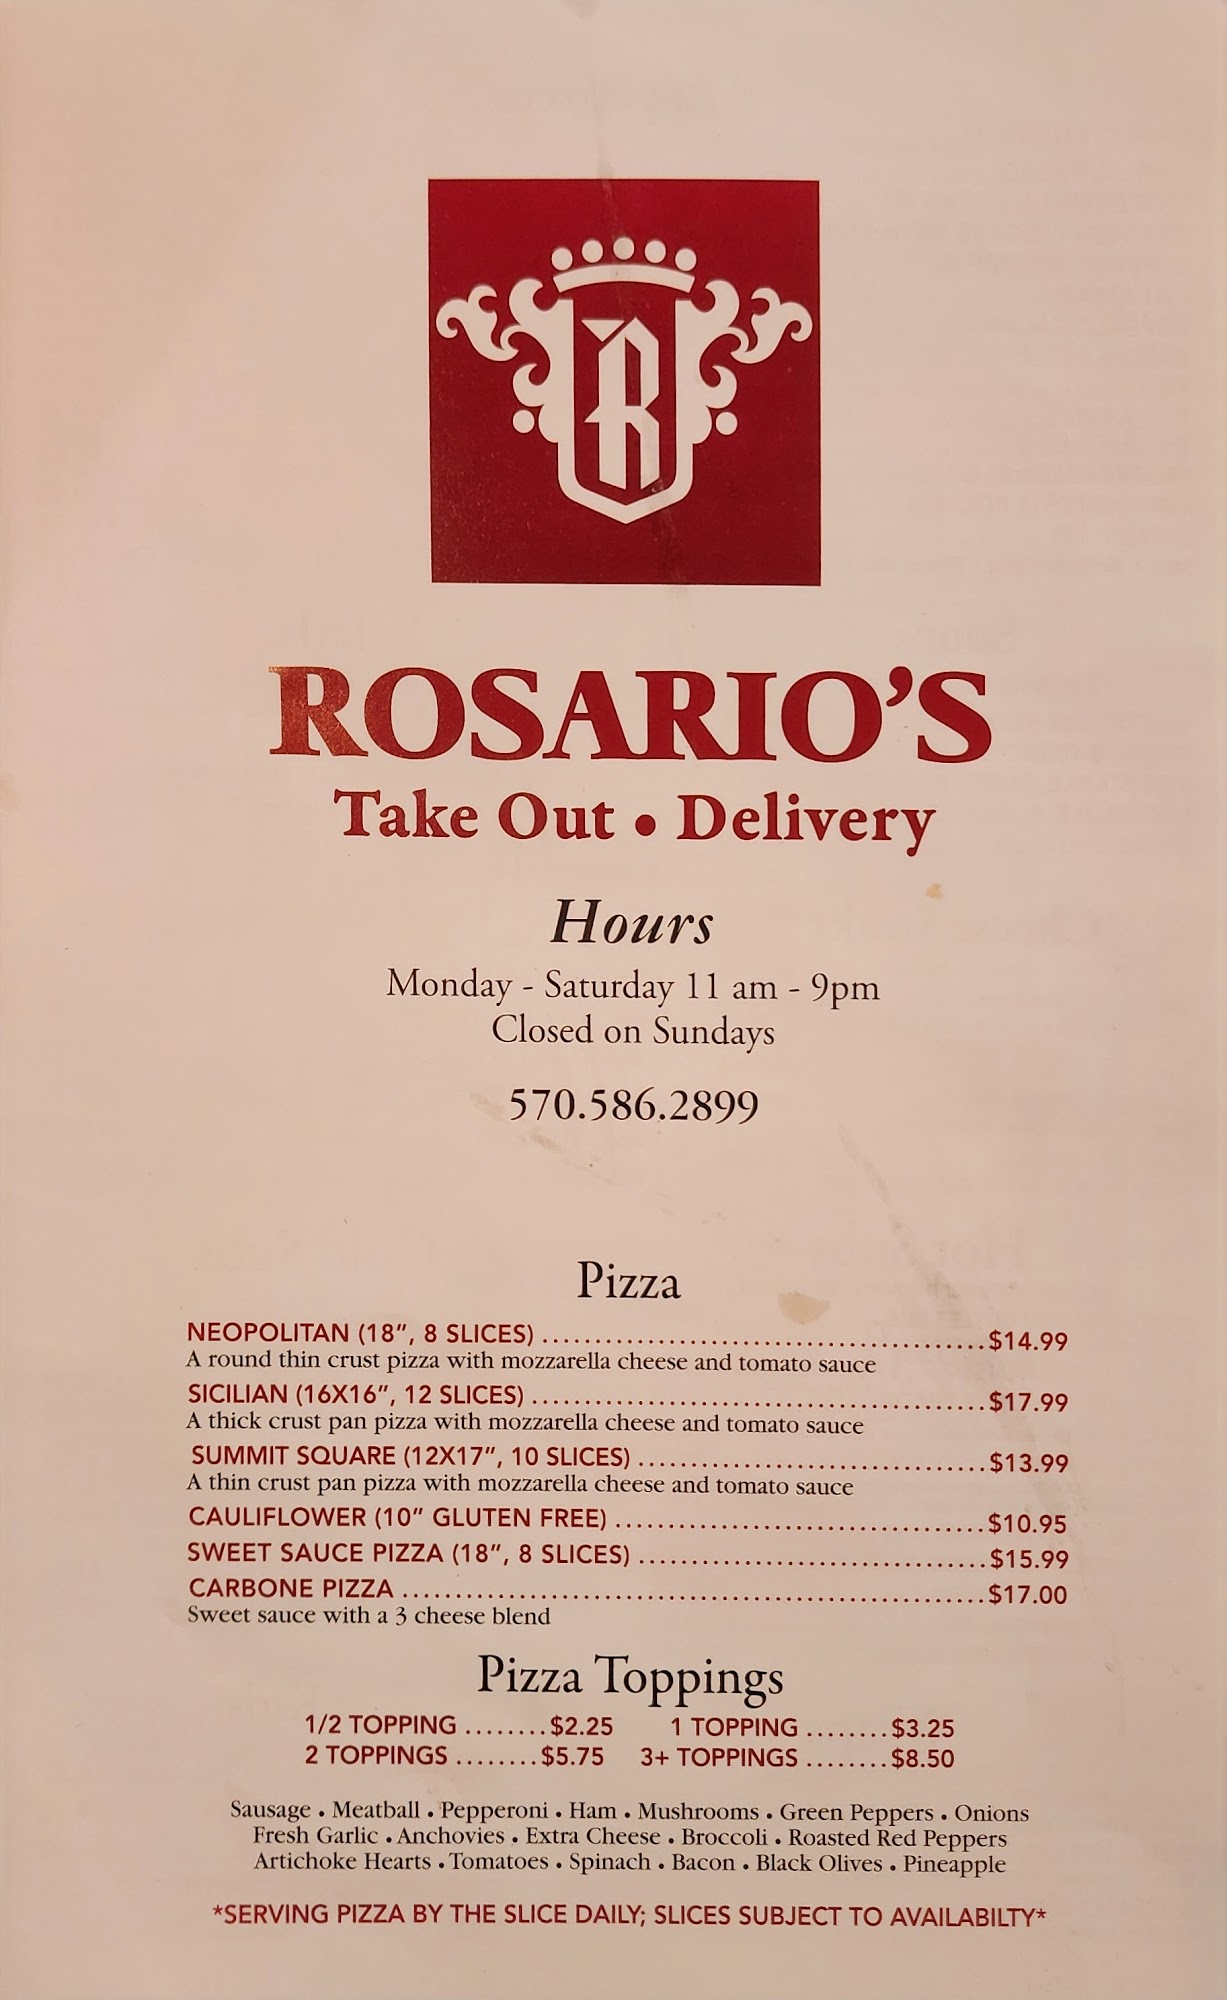 R
ROSARIO'S
Take Out • Delivery
Hours
Monday - Saturday 11 am - 9pm
Closed on Sundays
570.586.2899
Pizza
NEOPOLITAN (18", 8 SLICES) ..........................................$14.99
A round thin crust pizza with mozzarella cheese and tomato sauce
SICILIAN (16X16", 12 SLICES) ...........................................$17.99
A thick crust pan pizza with mozzarella cheese and tomato sauce
SUMMIT SQUARE (12X17", 10 SLICES) .................................$13.99
A thin crust pan pizza with mozzarella cheese and tomato sauce
CAULIFLOWER (10" GLUTEN FREE) ...................................$10.95
SWEET SAUCE PIZZA (18", 8 SLICES) .................................$15.99
CARBONE PIZZA .......................................................$17.00
Sweet sauce with a 3 cheese blend
Pizza Toppings
1/2 TOPPING ........$2.25 1 TOPPING ........$3.25
2 TOPPINGS ........$5.75 3+ TOPPINGS ........$8.50
Sausage • Meatball • Pepperoni • Ham • Mushrooms • Green Peppers • Onions
Fresh Garlic • Anchovies • Extra Cheese • Broccoli • Roasted Red Peppers
Artichoke Hearts • Tomatoes • Spinach • Bacon • Black Olives • Pineapple
*SERVING PIZZA BY THE SLICE DAILY; SLICES SUBJECT TO AVAILABILTY*